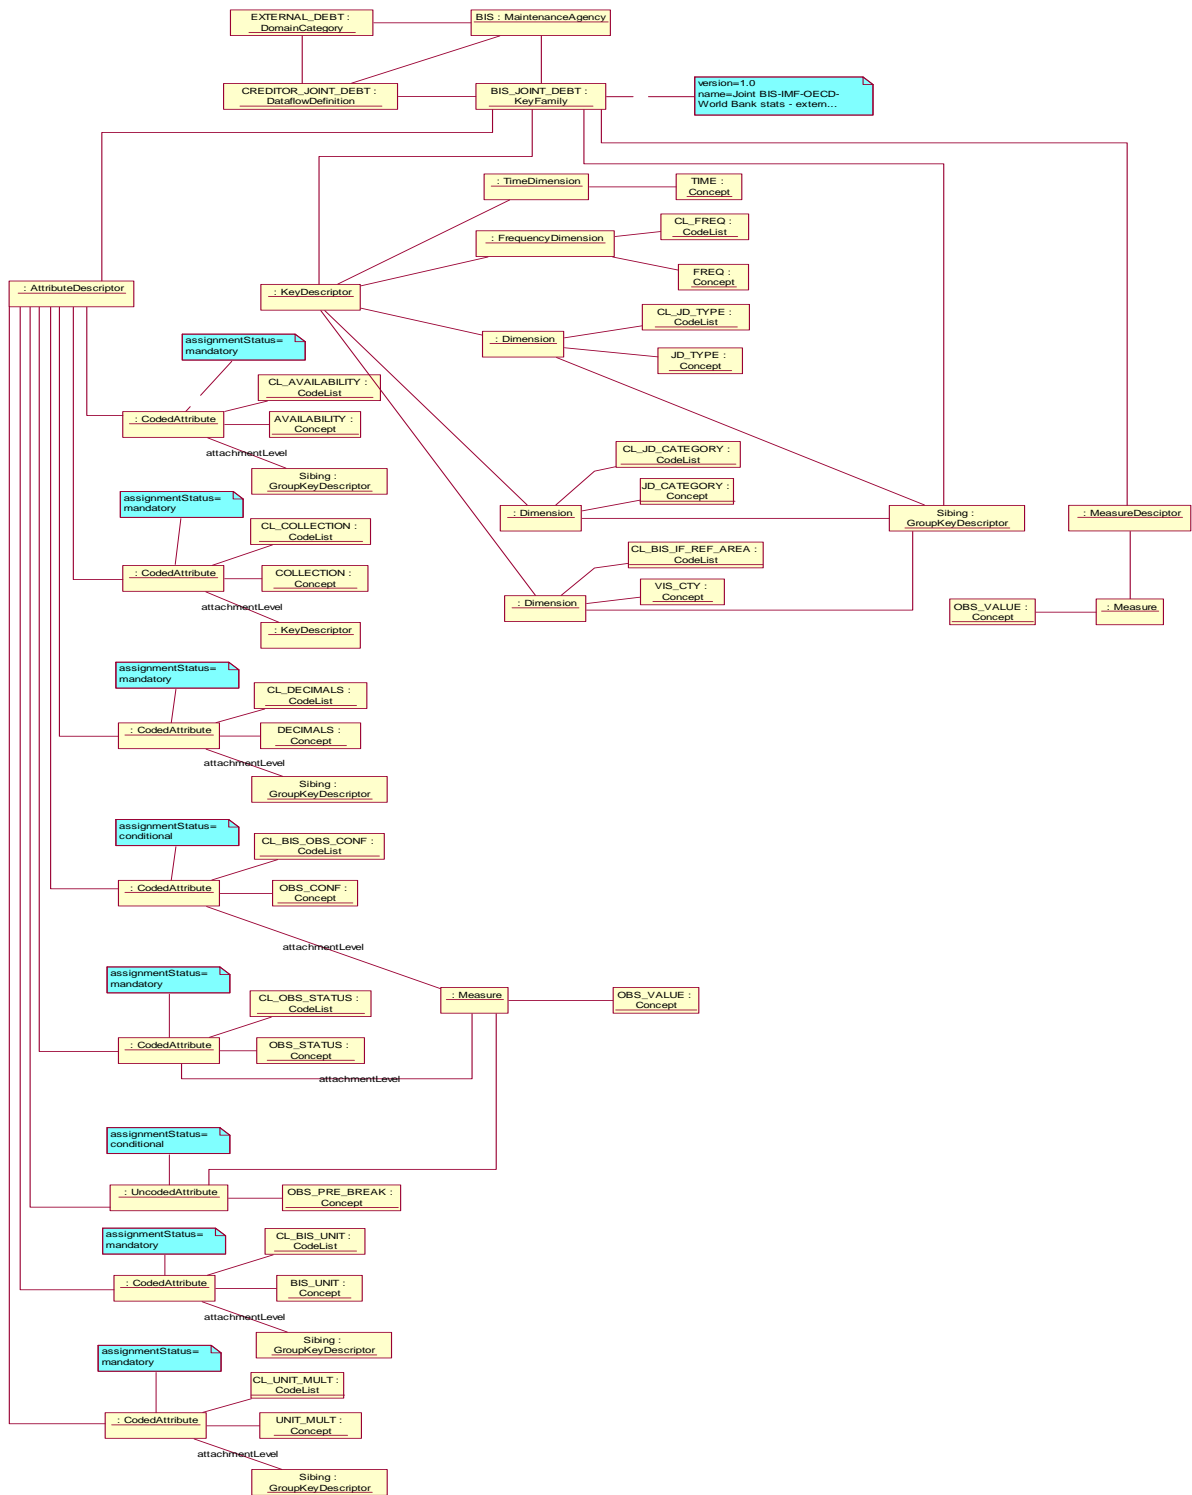 EXTERNAL_DEBT :
DomainCategory
BIS : MaintenanceAgency
CREDITOR_JOINT_DEBT :
DataflowDefinition
BIS_JOINT_DEBT :
KeyFamily
version=1.0
name=Joint BIS-IMF-OECD-
World Bank stats - extern...
: TimeDimension
TIME :
Concept
CL_FREQ :
CodeList
: FrequencyDimension
FREQ :
Concept
: AttributeDescriptor
: KeyDescriptor
CL_JD_TYPE :
CodeList
: Dimension
JD_TYPE :
Concept
assignmentStatus=
mandatory
CL_AVAILABILITY :
CodeList
: CodedAttribute
AVAILABILITY :
Concept
attachmentLevel
Sibing :
GroupKeyDescriptor
CL_JD_CATEGORY :
CodeList
JD_CATEGORY :
Concept
: Dimension
Sibing :
GroupKeyDescriptor
: MeasureDesciptor
assignmentStatus=
mandatory
CL_COLLECTION :
CodeList
: CodedAttribute
COLLECTION :
Concept
attachmentLevel
: KeyDescriptor
CL_BIS_IF_REF_AREA :
CodeList
VIS_CTY :
Concept
: Dimension
OBS_VALUE :
Concept
: Measure
assignmentStatus=
mandatory
CL_DECIMALS :
CodeList
: CodedAttribute
DECIMALS :
Concept
attachmentLevel
Sibing :
GroupKeyDescriptor
assignmentStatus=
conditional
CL_BIS_OBS_CONF :
CodeList
: CodedAttribute
OBS_CONF :
Concept
attachmentLevel
assignmentStatus=
mandatory
CL_OBS_STATUS :
CodeList
: Measure
OBS_VALUE :
Concept
: CodedAttribute
OBS_STATUS :
Concept
attachmentLevel
assignmentStatus=
conditional
: UncodedAttribute
OBS_PRE_BREAK :
Concept
assignmentStatus=
mandatory
CL_BIS_UNIT :
CodeList
: CodedAttribute
BIS_UNIT :
Concept
attachmentLevel
Sibing :
GroupKeyDescriptor
assignmentStatus=
mandatory
CL_UNIT_MULT :
CodeList
: CodedAttribute
UNIT_MULT :
Concept
attachmentLevel
Sibing :
GroupKeyDescriptor